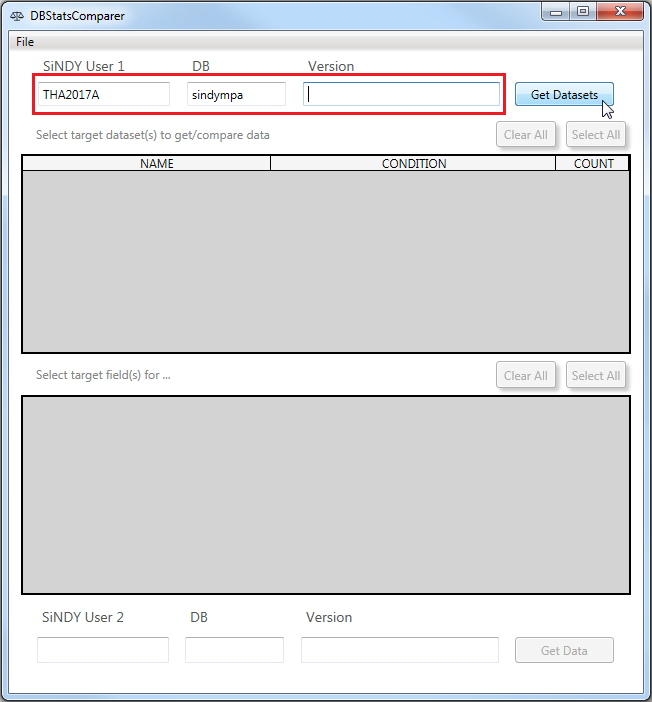 DBStatsComparer
File
SiNDY User 1 DB Version
THA2017A sindympa Get Datasets
Select target dataset(s) to get/compare data Clear All Select All
NAME CONDITION COUNT
Select target field(s) for ... Clear All Select All
SiNDY User 2 DB Version
Get Data